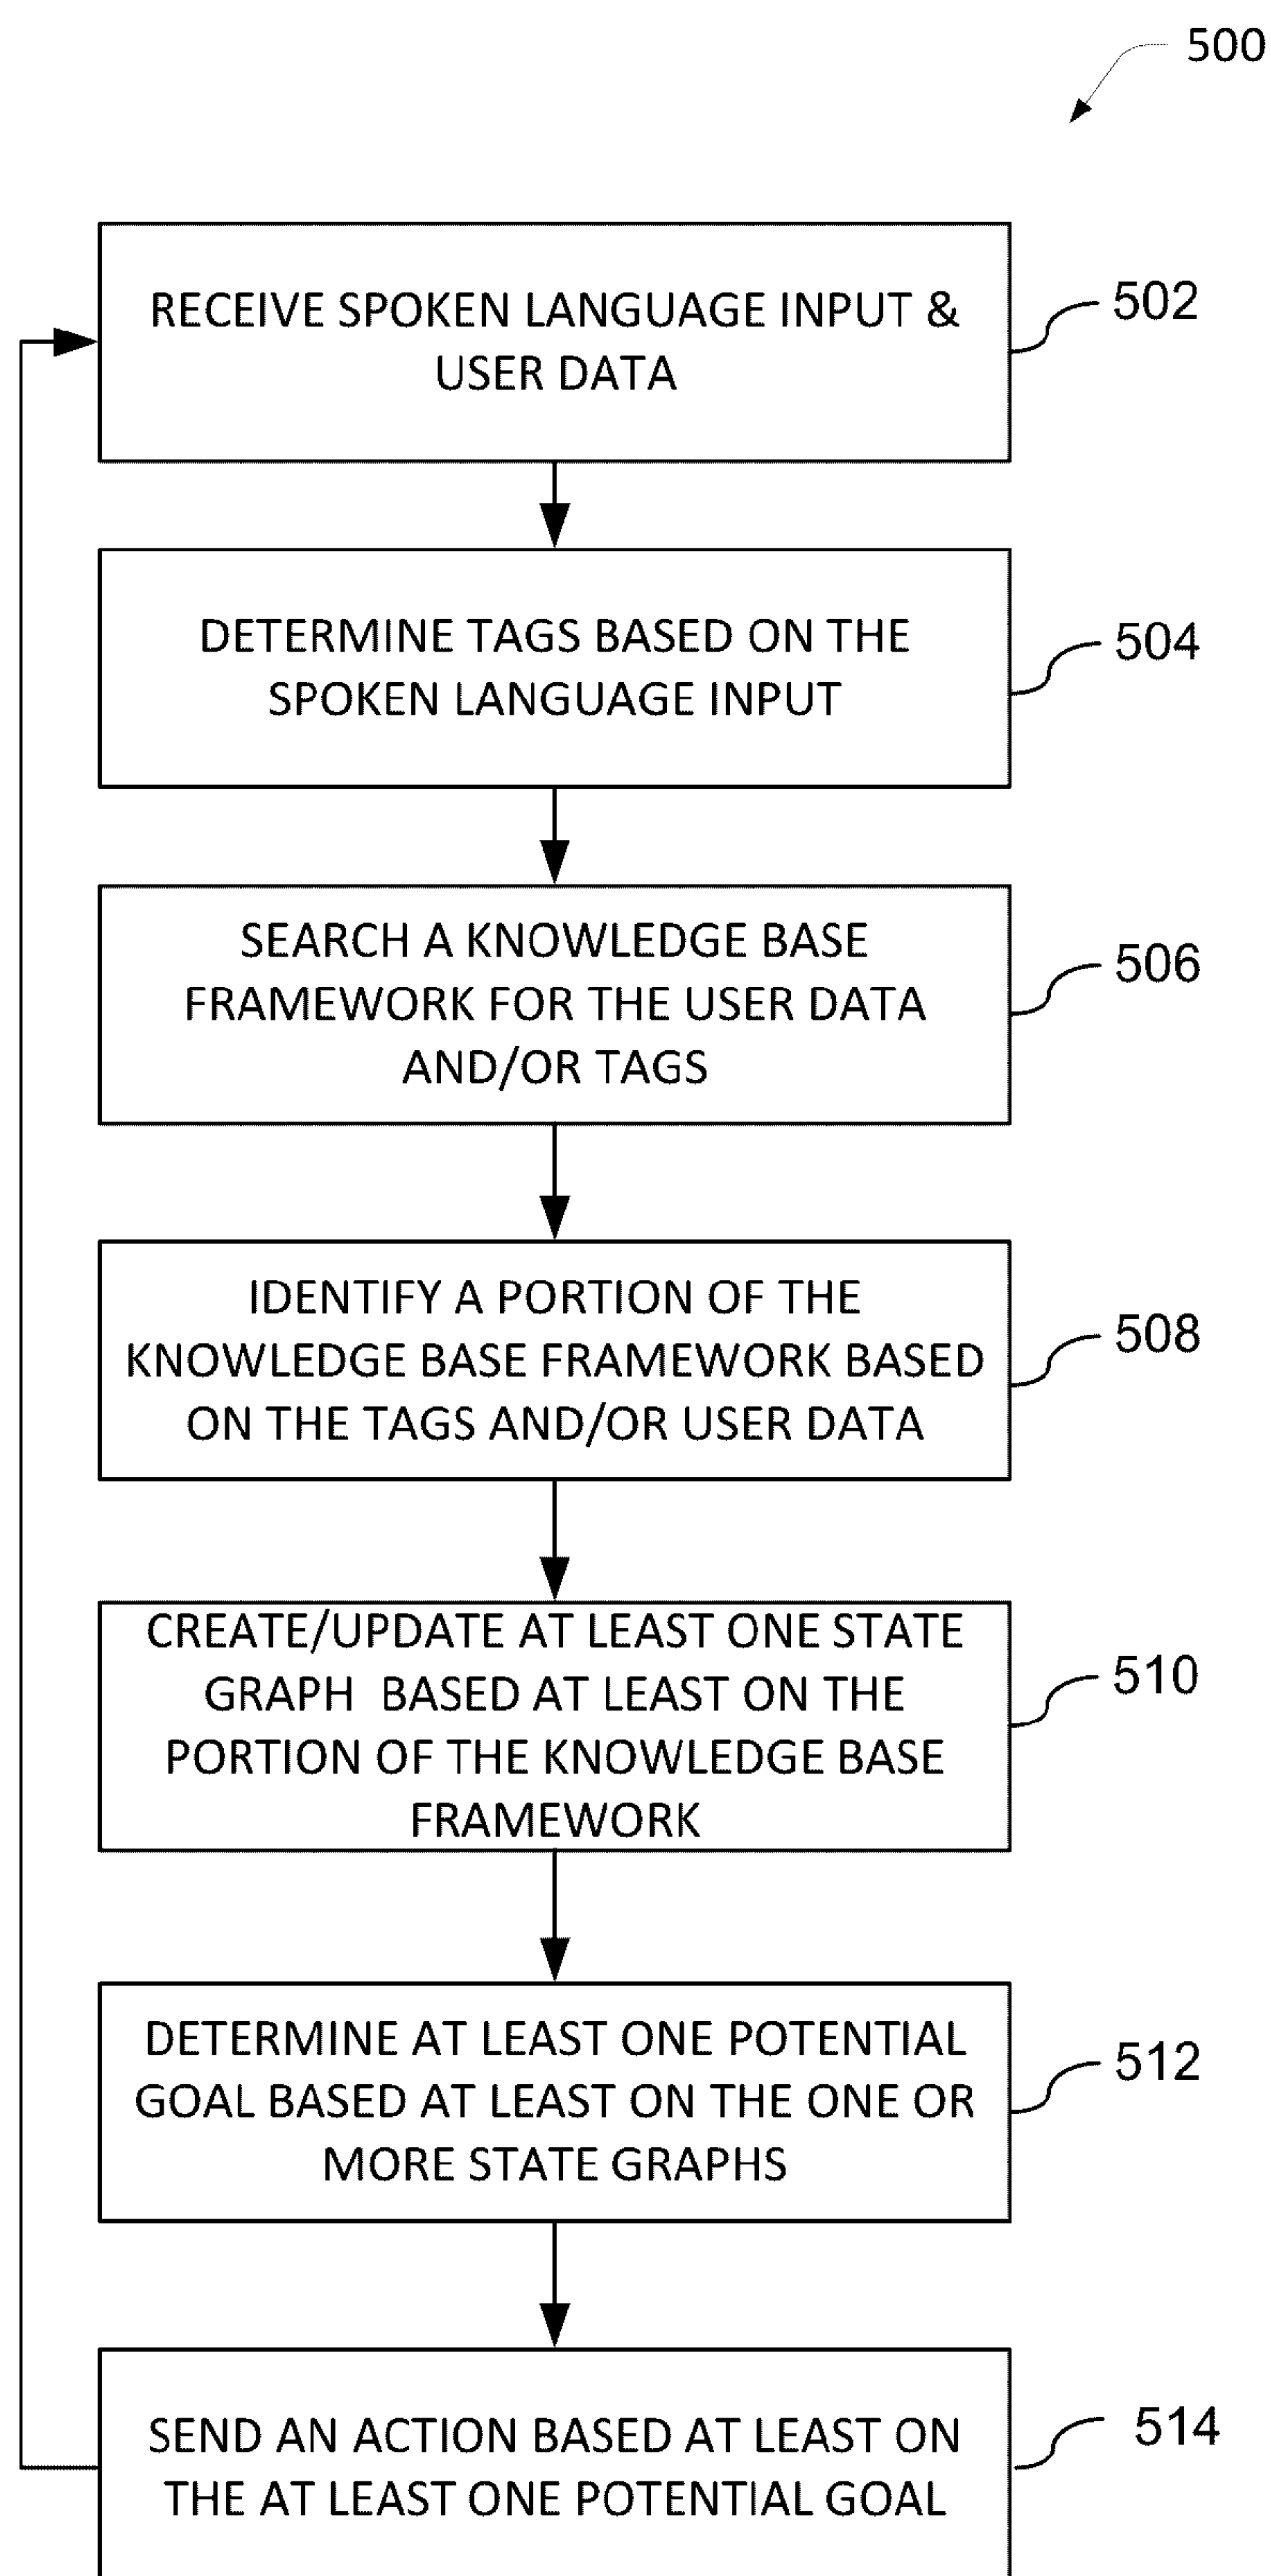 500
RECEIVE SPOKEN LANGUAGE INPUT &
USER DATA
502
DETERMINE TAGS BASED ON THE
SPOKEN LANGUAGE INPUT
504
SEARCH A KNOWLEDGE BASE
FRAMEWORK FOR THE USER DATA
AND/OR TAGS
506
IDENTIFY A PORTION OF THE
KNOWLEDGE BASE FRAMEWORK BASED
ON THE TAGS AND/OR USER DATA
508
CREATE/UPDATE AT LEAST ONE STATE
GRAPH BASED AT LEAST ON THE
PORTION OF THE KNOWLEDGE BASE
FRAMEWORK
510
DETERMINE AT LEAST ONE POTENTIAL
GOAL BASED AT LEAST ON THE ONE OR
MORE STATE GRAPHS
512
SEND AN ACTION BASED AT LEAST ON
THE AT LEAST ONE POTENTIAL GOAL
514